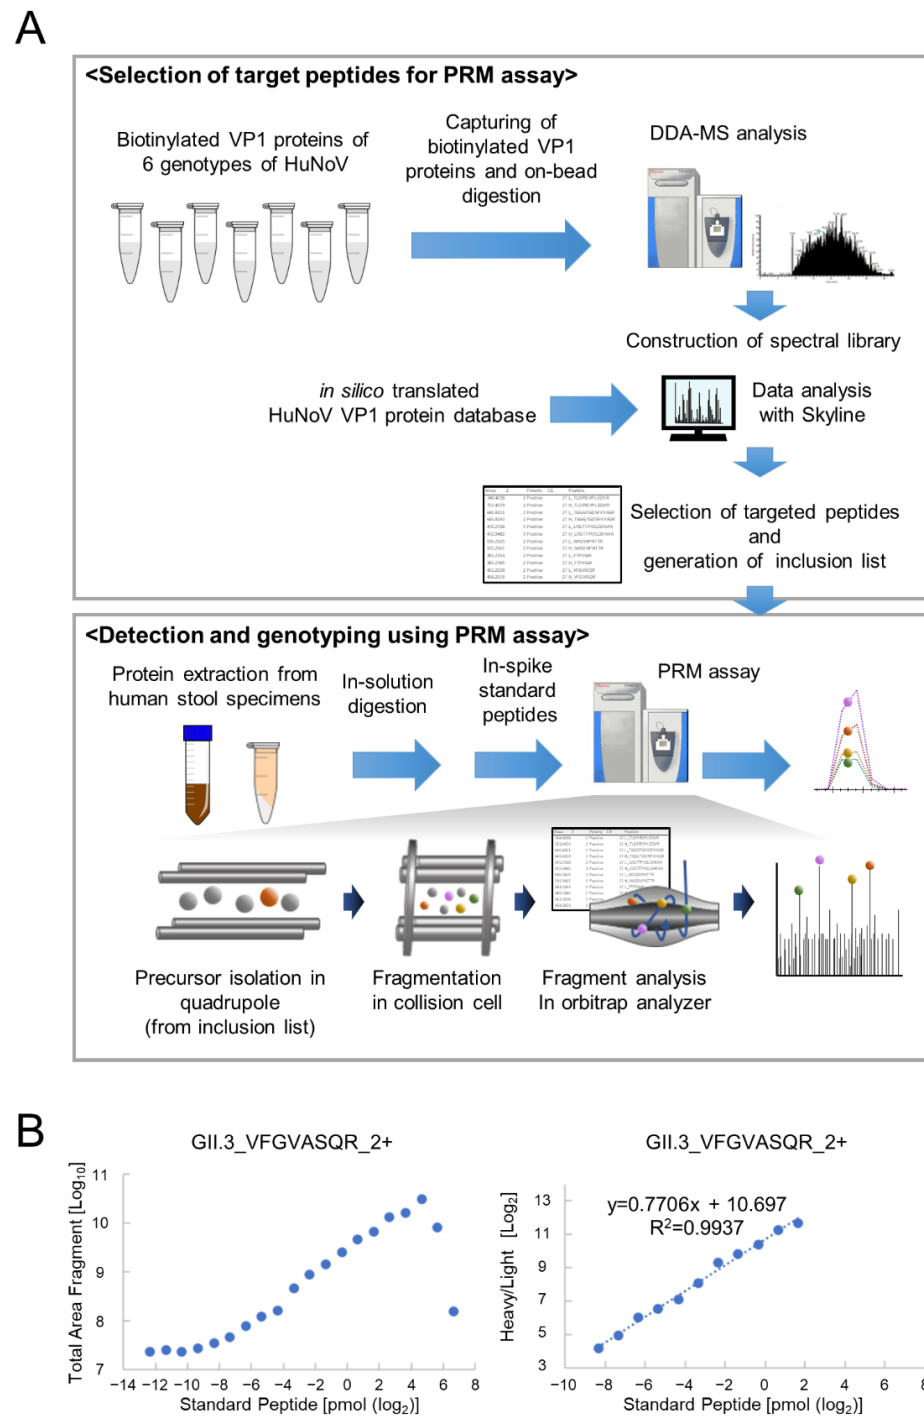 A
<Selection of target peptides for PRM assay>
Biotinylated VP1 proteins of
6 genotypes of HuNoV
Capturing of
biotinylated VP1
proteins and on-bead
digestion
DDA-MS analysis
Construction of spectral library
in silico translated
HuNoV VP1 protein database
Data analysis
with Skyline
Selection of targeted peptides
and
generation of inclusion list
<Detection and genotyping using PRM assay>
Protein extraction from
human stool specimens
In-solution
digestion
In-spike
standard
peptides
PRM assay
Precursor isolation in
quadrupole
(from inclusion list)
Fragmentation
in collision cell
Fragment analysis
In orbitrap analyzer
B
GII.3_VFGVASQR_2+
Total Area Fragment [Log10]
11
10
9
8
7
−14 −12 −10 −8 −6 −4 −2 0 2 4 6 8
Standard Peptide [pmol (log2)]
GII.3_VFGVASQR_2+
y=0.7706x + 10.697
R²=0.9937
Heavy/Light [Log2]
13
11
9
7
5
3
−10 −8 −6 −4 −2 0 2 4 6 8
Standard Peptide [pmol (log2)]